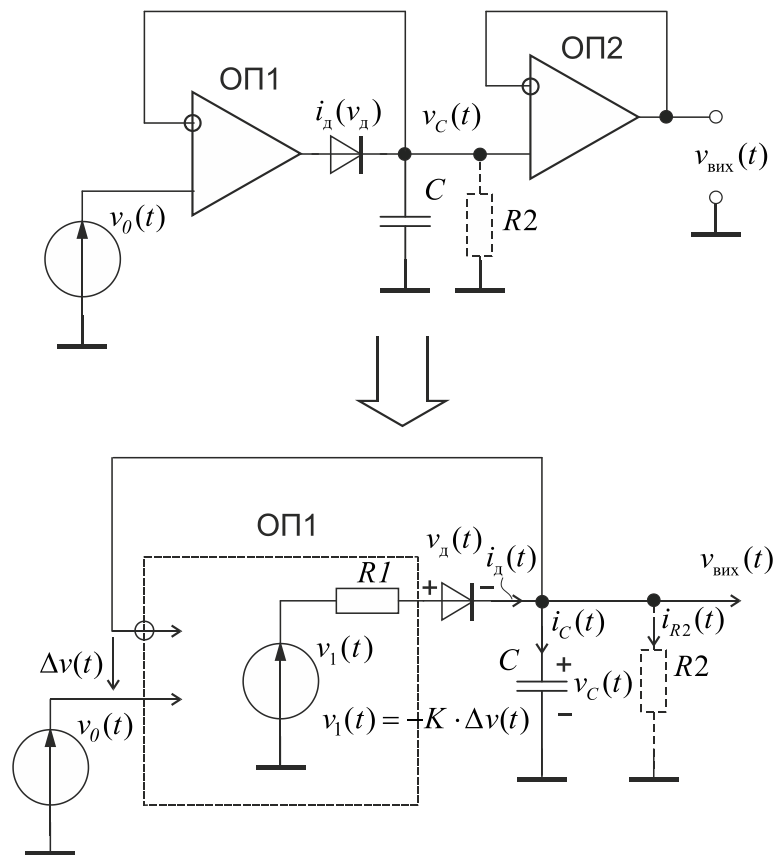 ОП1
ОП2
i_д(v_д)
v_C(t)
v_вих(t)
C
R2
v_0(t)
ОП1
v_д(t)
i_д(t)
v_вих(t)
R1
+
-
i_C(t)
i_R2(t)
Δv(t)
v_1(t)
C
+
v_C(t)
R2
v_0(t)
v_1(t) = -K · Δv(t)
-